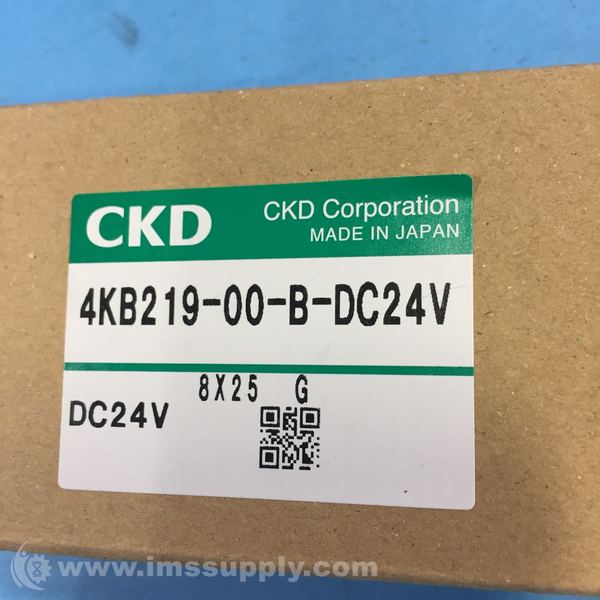 CKD
CKD Corporation
MADE IN JAPAN
4KB219-00-B-DC24V
8X25 G
DC24V
www.imssupply.com